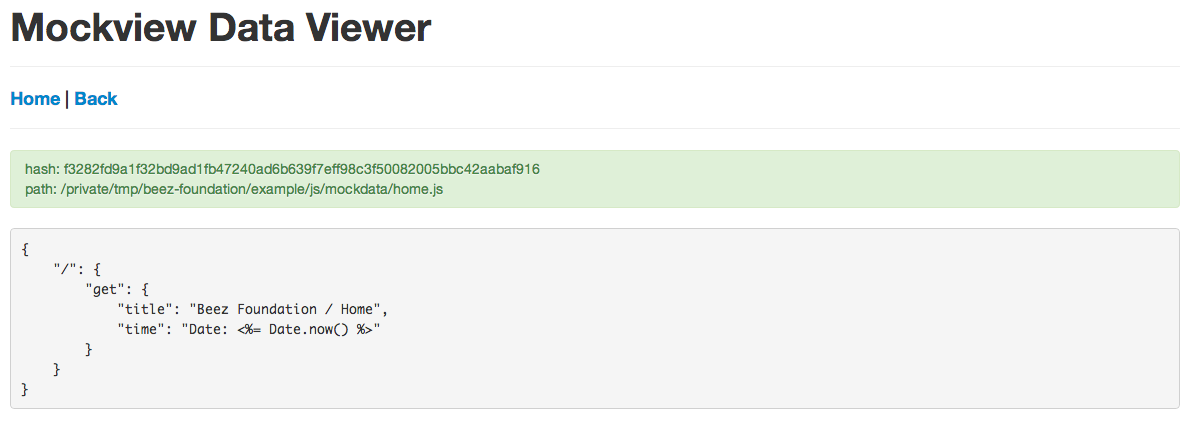 Mockview Data Viewer
Home | Back
hash: f3282fd9a1f32bd9ad1fb47240ad6b639f7eff98c3f50082005bbc42aabaf916
path: /private/tmp/beez-foundation/example/js/mockdata/home.js
{
    "/": {
        "get": {
            "title": "Beez Foundation / Home",
            "time": "Date: <%= Date.now() %>"
        }
    }
}